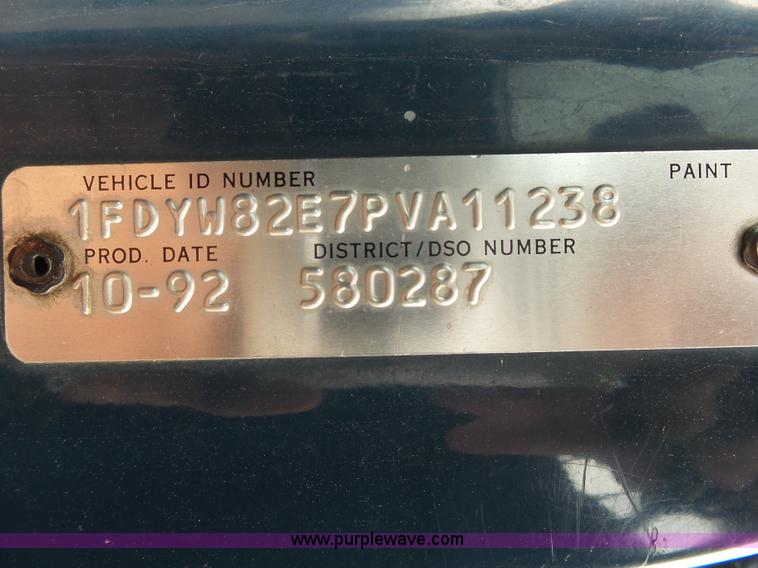 VEHICLE ID NUMBER PAINT
1FDYW82E7PVA11238
PROD. DATE DISTRICT/DSO NUMBER
10-92 580287
www.purplewave.com